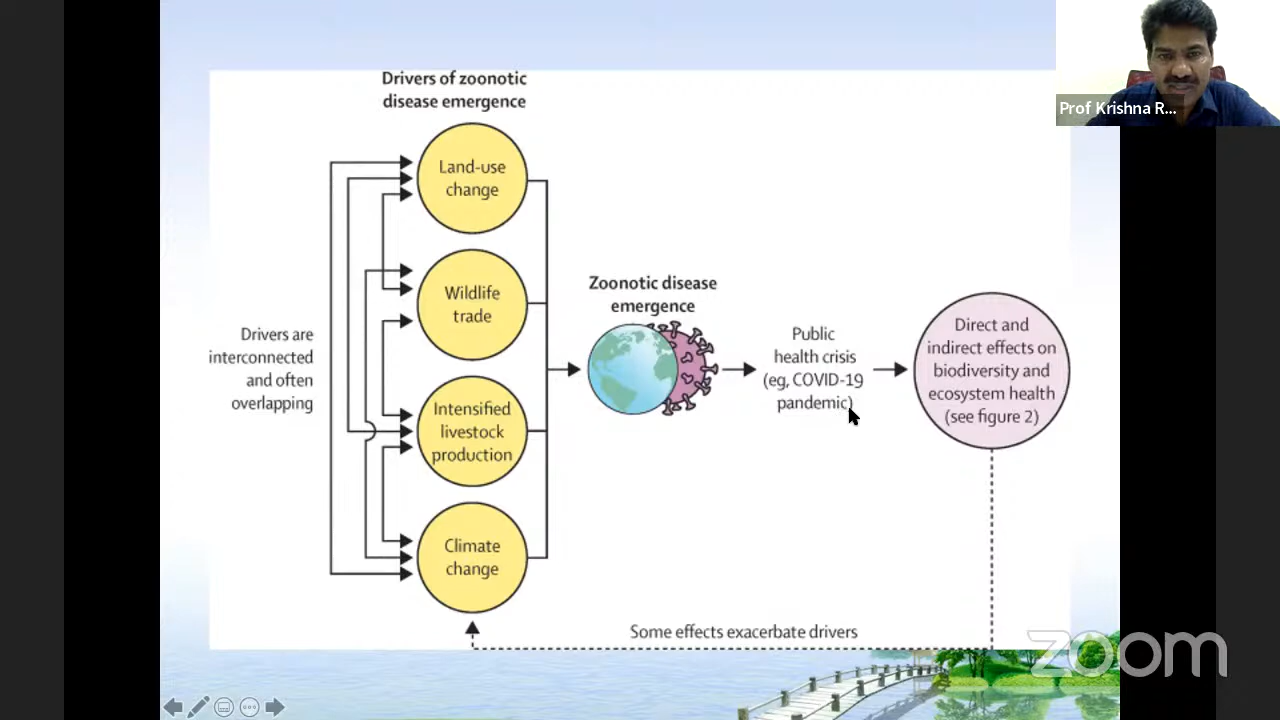 Prof Krishna R...
Drivers of zoonotic
disease emergence
Land-use
change
Wildlife
trade
Intensified
livestock
production
Climate
change
Drivers are
interconnected
and often
overlapping
Zoonotic disease
emergence
Public
health crisis
(eg, COVID-19
pandemic)
Direct and
indirect effects on
biodiversity and
ecosystem health
(see figure 2)
Some effects exacerbate drivers
zoom